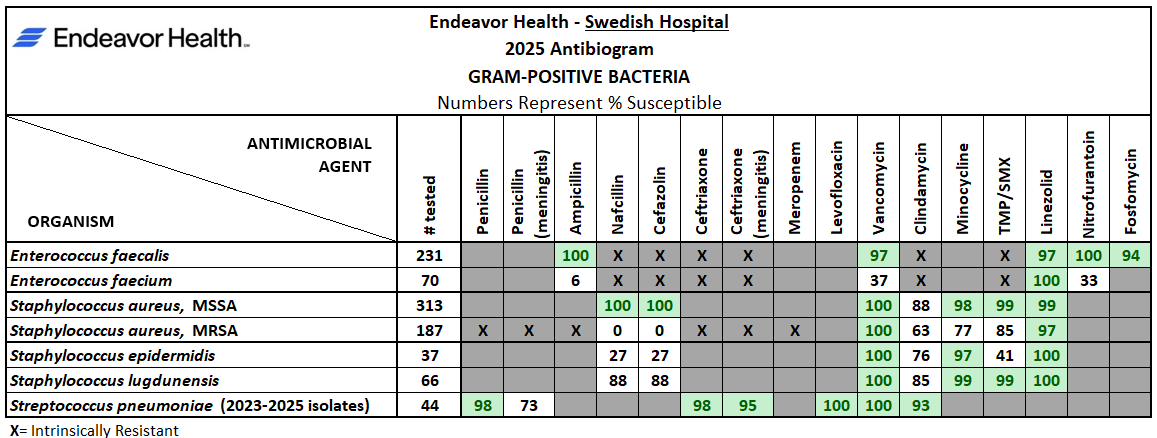 Endeavor Health - Swedish Hospital
Endeavor Health SM
2025 Antibiogram
GRAM-POSITIVE BACTERIA
Numbers Represent % Susceptible
ANTIMICROBIAL
AGENT
ORGANISM
# tested
Penicillin
Penicillin
(meningitis)
Ampicillin
Nafcillin
Cefazolin
Ceftriaxone
Ceftriaxone
(meningitis)
Meropenem
Levofloxacin
Vancomycin
Clindamycin
Minocycline
TMP/SMX
Linezolid
Nitrofurantoin
Fosfomycin
Enterococcus faecalis 231 100 X X X X 97 X X 97 100 94
Enterococcus faecium 70 6 X X X X 37 X X 100 33
Staphylococcus aureus, MSSA 313 100 100 100 88 98 99 99
Staphylococcus aureus, MRSA 187 X X X 0 0 X X X 100 63 77 85 97
Staphylococcus epidermidis 37 27 27 100 76 97 41 100
Staphylococcus lugdunensis 66 88 88 100 85 99 99 100
Streptococcus pneumoniae (2023-2025 isolates) 44 98 73 98 95 100 100 93
X= Intrinsically Resistant